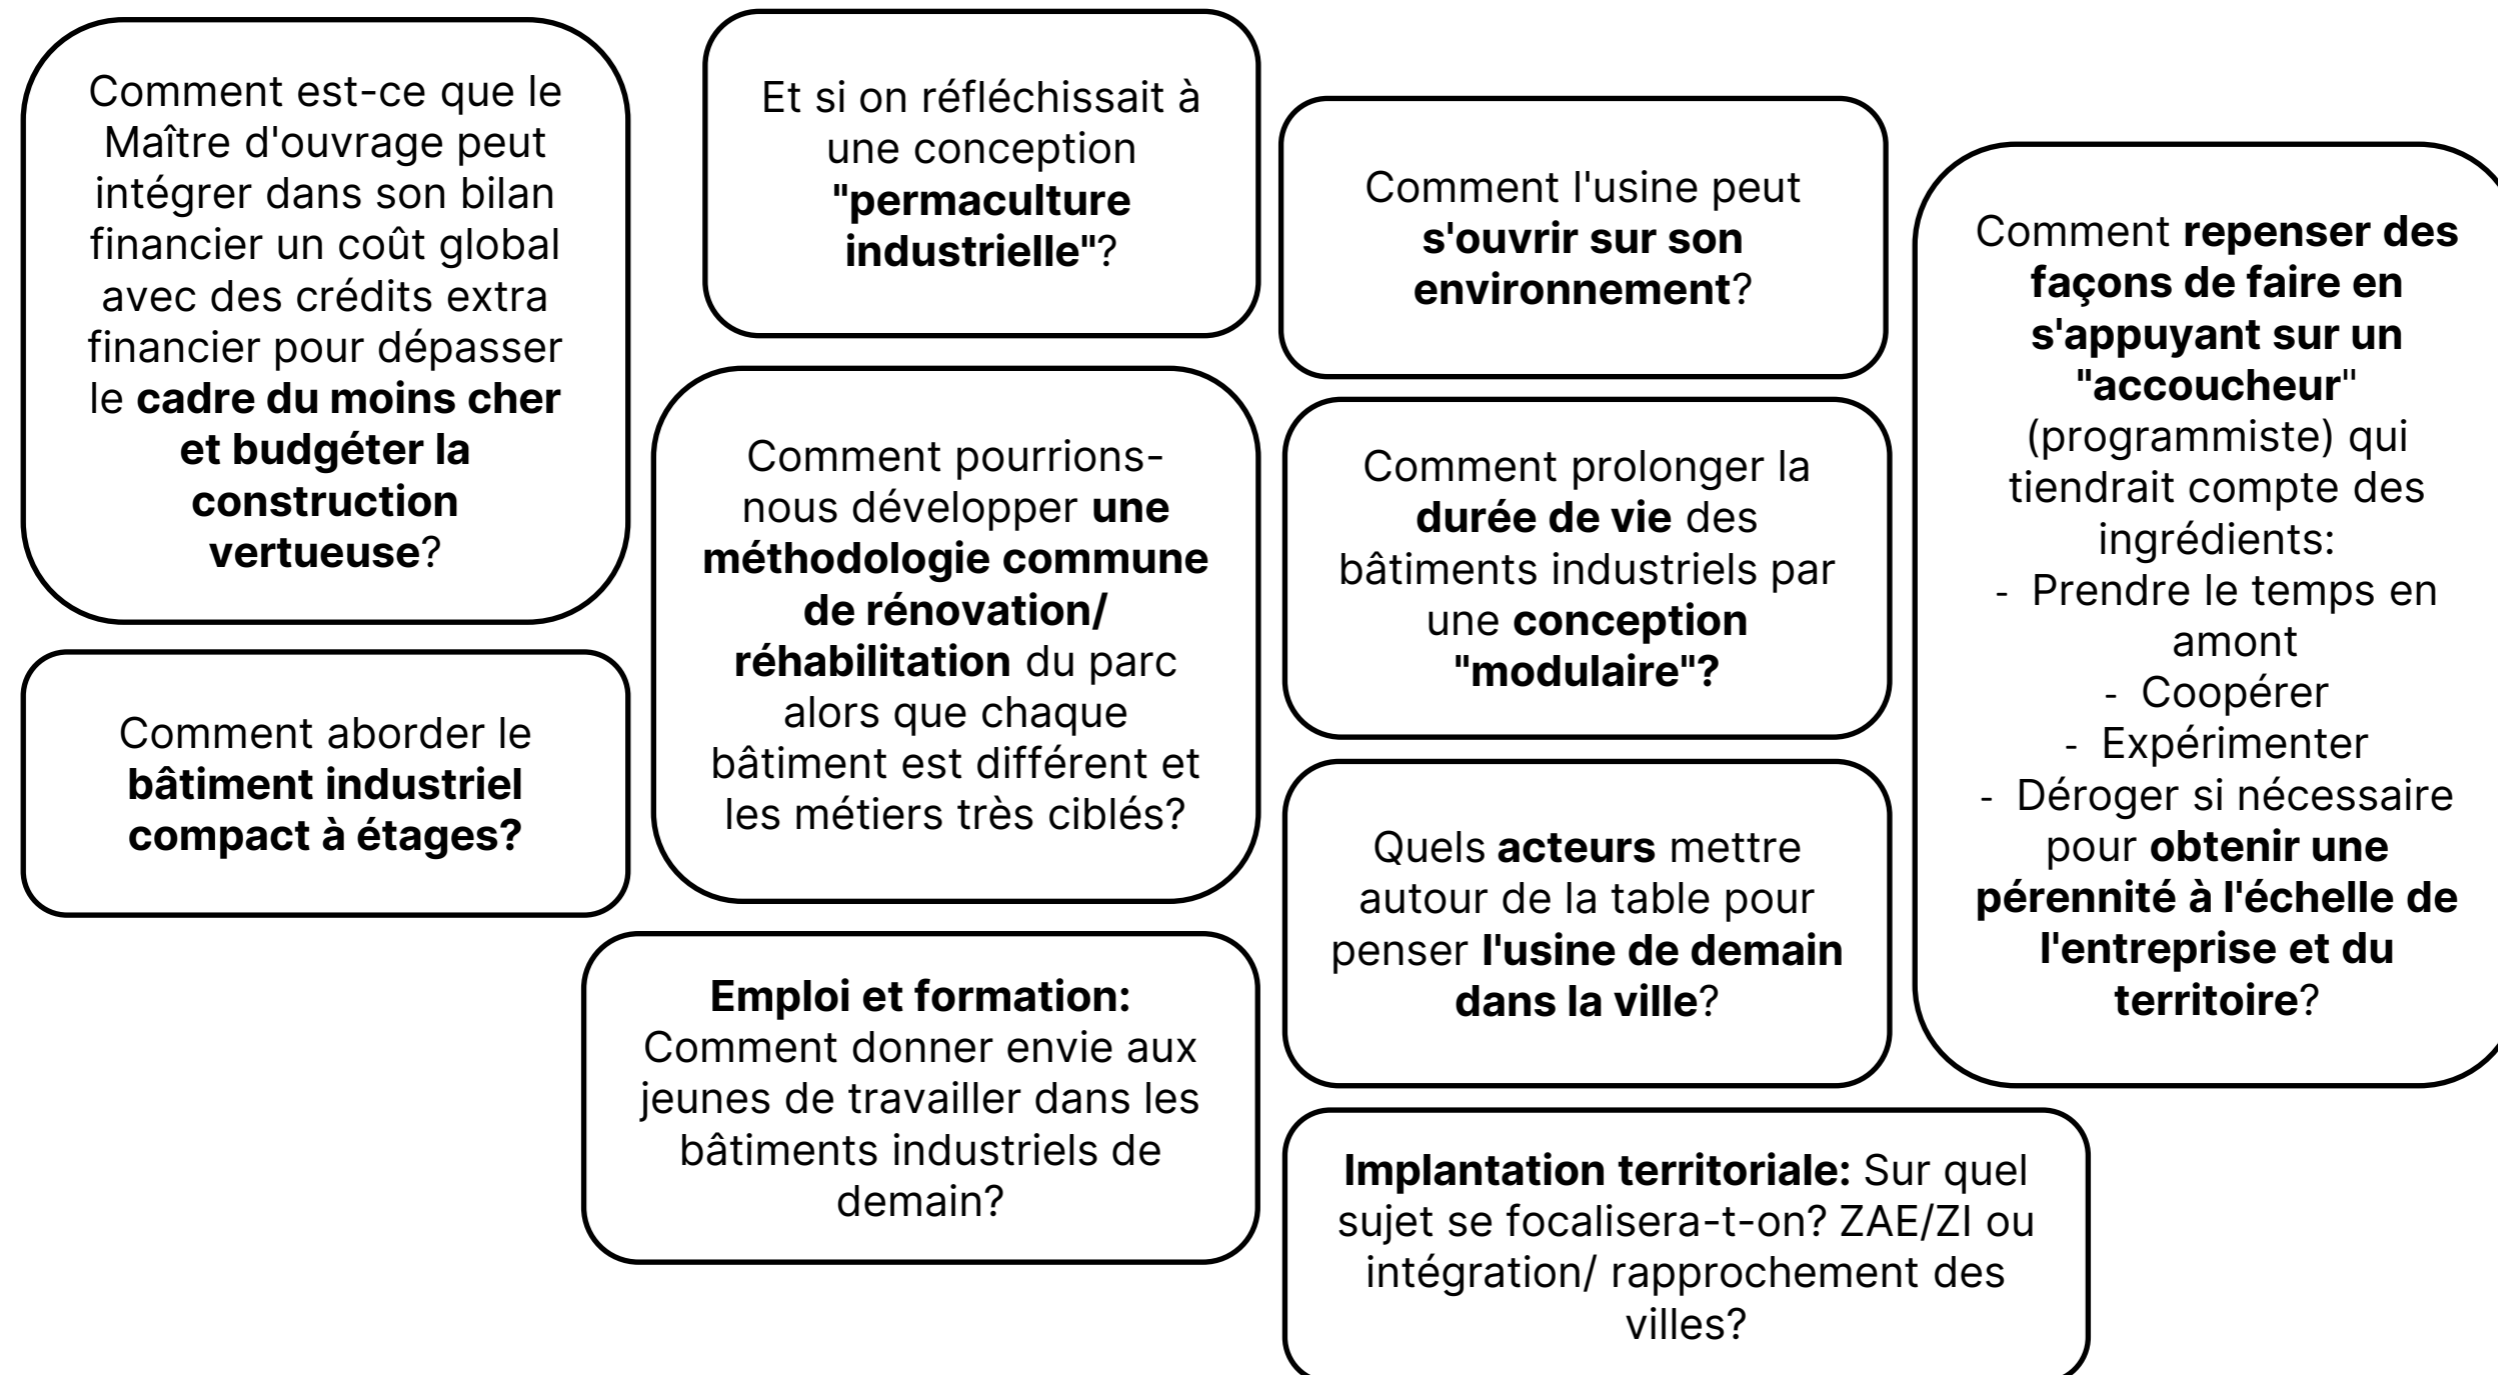 Comment est-ce que le
Maître d'ouvrage peut
intégrer dans son bilan
financier un coût global
avec des crédits extra
financier pour dépasser
le cadre du moins cher
et budgéter la
construction
vertueuse?
Comment aborder le
bâtiment industriel
compact à étages?
Et si on réfléchissait à
une conception
"permaculture
industrielle"?
Comment pourrions-
nous développer une
méthodologie commune
de rénovation/
réhabilitation du parc
alors que chaque
bâtiment est différent et
les métiers très ciblés?
Emploi et formation:
Comment donner envie aux
jeunes de travailler dans les
bâtiments industriels de
demain?
Comment l'usine peut
s'ouvrir sur son
environnement?
Comment prolonger la
durée de vie des
bâtiments industriels par
une conception
"modulaire"?
Quels acteurs mettre
autour de la table pour
penser l'usine de demain
dans la ville?
Implantation territoriale: Sur quel
sujet se focalisera-t-on? ZAE/ZI ou
intégration/ rapprochement des
villes?
Comment repenser des
façons de faire en
s'appuyant sur un
"accoucheur"
(programmiste) qui
tiendrait compte des
ingrédients:
- Prendre le temps en
amont
- Coopérer
- Expérimenter
- Déroger si nécessaire
pour obtenir une
pérennité à l'échelle de
l'entreprise et du
territoire?